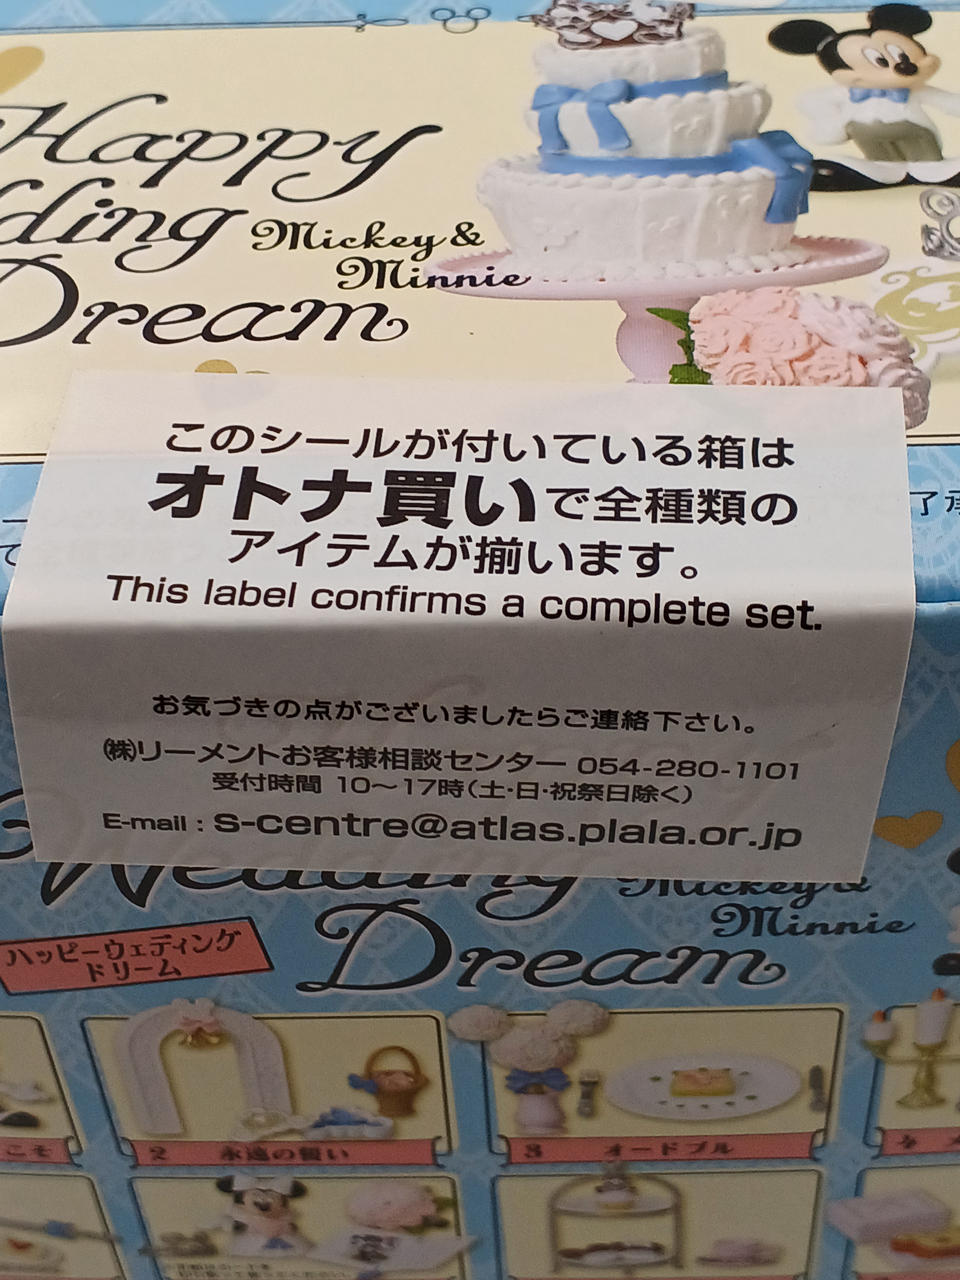 Happy
dding
Mickey &
Minnie
Dream
このシールが付いている箱は
オトナ買いで全種類の
アイテムが揃います。
This label confirms a complete set.
お気づきの点がございましたらご連絡下さい。
㈱リーメントお客様相談センター 054-280-1101
受付時間 10〜17時(土・日・祝祭日除く)
E-mail : s-centre@atlas.plala.or.jp
Wedding
Mickey &
Minnie
Dream
ハッピーウェディング
ドリーム
こそ
2 永遠の誓い
3 オードブル
4